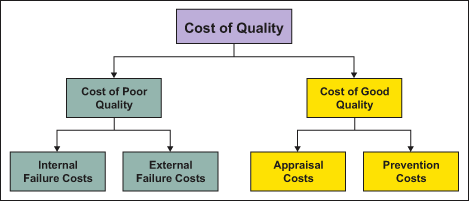 Cost of Quality
Cost of Poor
Quality
Cost of Good
Quality
Internal
Failure Costs
External
Failure Costs
Appraisal
Costs
Prevention
Costs